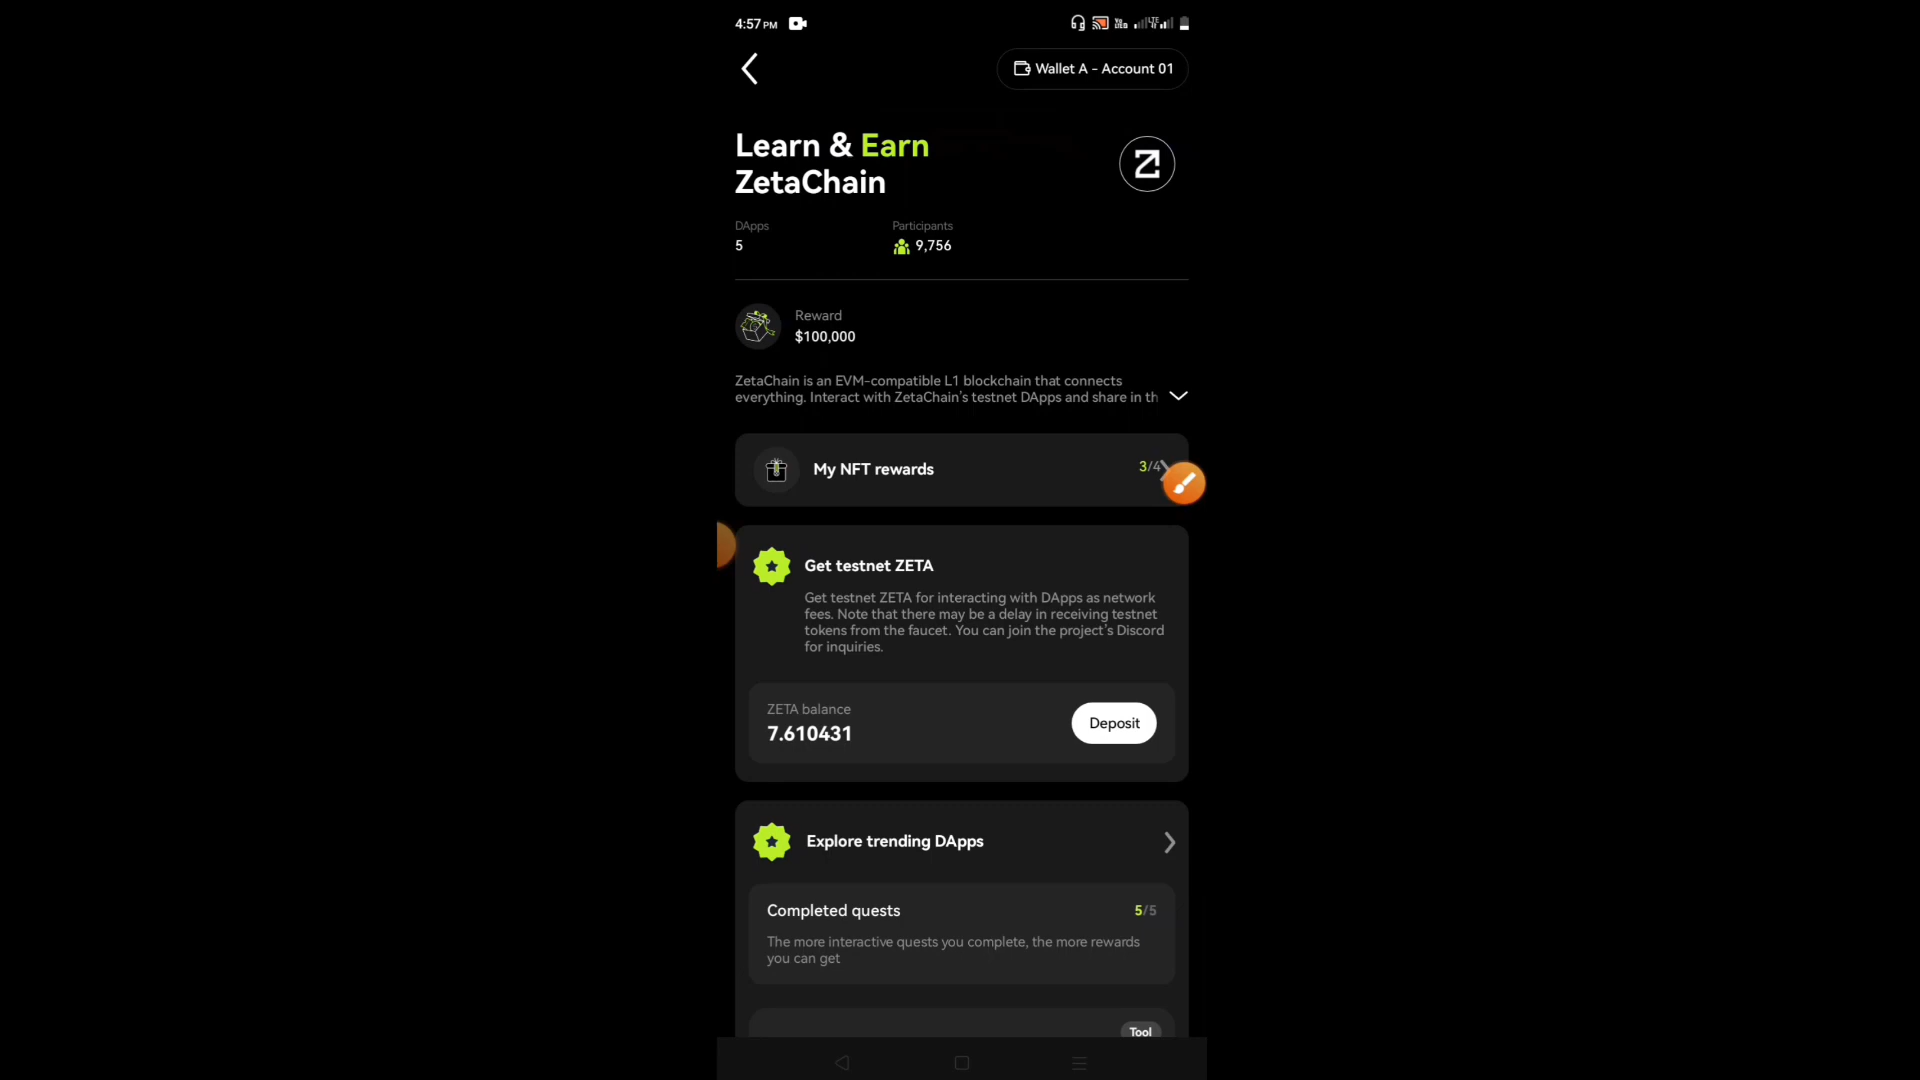 4:57 PM
Wallet A - Account 01
Learn & Earn
ZetaChain
DApps
Participants
5
9,756
Reward
$100,000
ZetaChain is an EVM-compatible L1 blockchain that connects
everything. Interact with ZetaChain's testnet DApps and share in th
My NFT rewards
3/4
Get testnet ZETA
Get testnet ZETA for interacting with DApps as network
fees. Note that there may be a delay in receiving testnet
tokens from the faucet. You can join the project's Discord
for inquiries.
ZETA balance
7.610431
Deposit
Explore trending DApps
Completed quests
5/5
The more interactive quests you complete, the more rewards
you can get
Tool